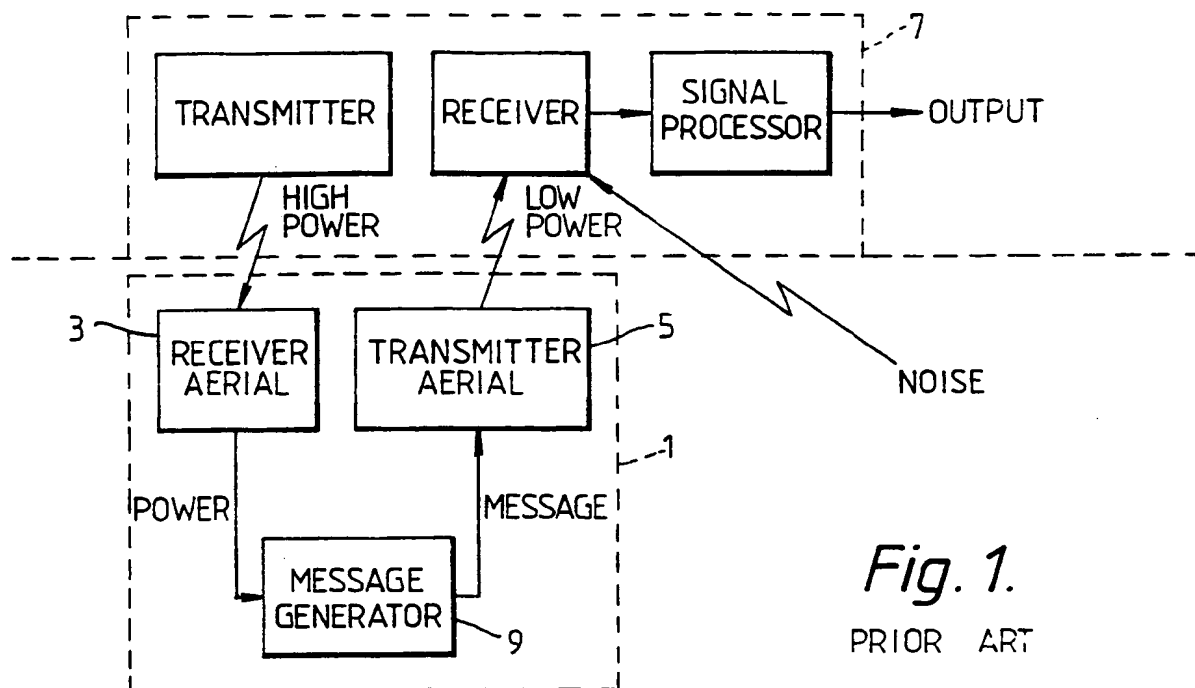 7
TRANSMITTER
RECEIVER
SIGNAL
PROCESSOR
OUTPUT
HIGH
POWER
LOW
POWER
3
RECEIVER
AERIAL
TRANSMITTER
AERIAL
5
NOISE
1
POWER
MESSAGE
MESSAGE
GENERATOR
9
Fig. 1.
PRIOR ART